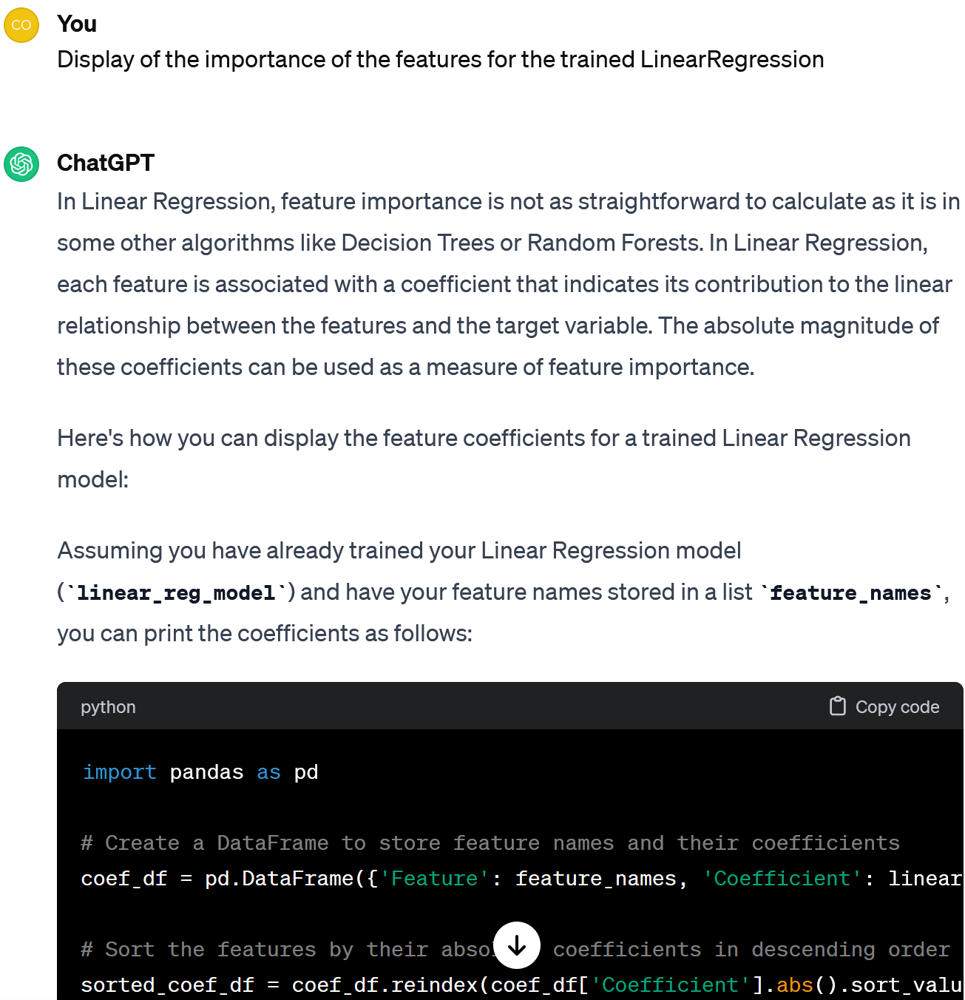 CO
You
Display of the importance of the features for the trained LinearRegression
ChatGPT
In Linear Regression, feature importance is not as straightforward to calculate as it is in
some other algorithms like Decision Trees or Random Forests. In Linear Regression,
each feature is associated with a coefficient that indicates its contribution to the linear
relationship between the features and the target variable. The absolute magnitude of
these coefficients can be used as a measure of feature importance.
Here's how you can display the feature coefficients for a trained Linear Regression
model:
Assuming you have already trained your Linear Regression model
(`linear_reg_model`) and have your feature names stored in a list `feature_names`,
you can print the coefficients as follows:
python
Copy code
import pandas as pd
# Create a DataFrame to store feature names and their coefficients
coef_df = pd.DataFrame({'Feature': feature_names, 'Coefficient': linear
# Sort the features by their abso coefficients in descending order
sorted_coef_df = coef_df.reindex(coef_df['Coefficient'].abs().sort_valu